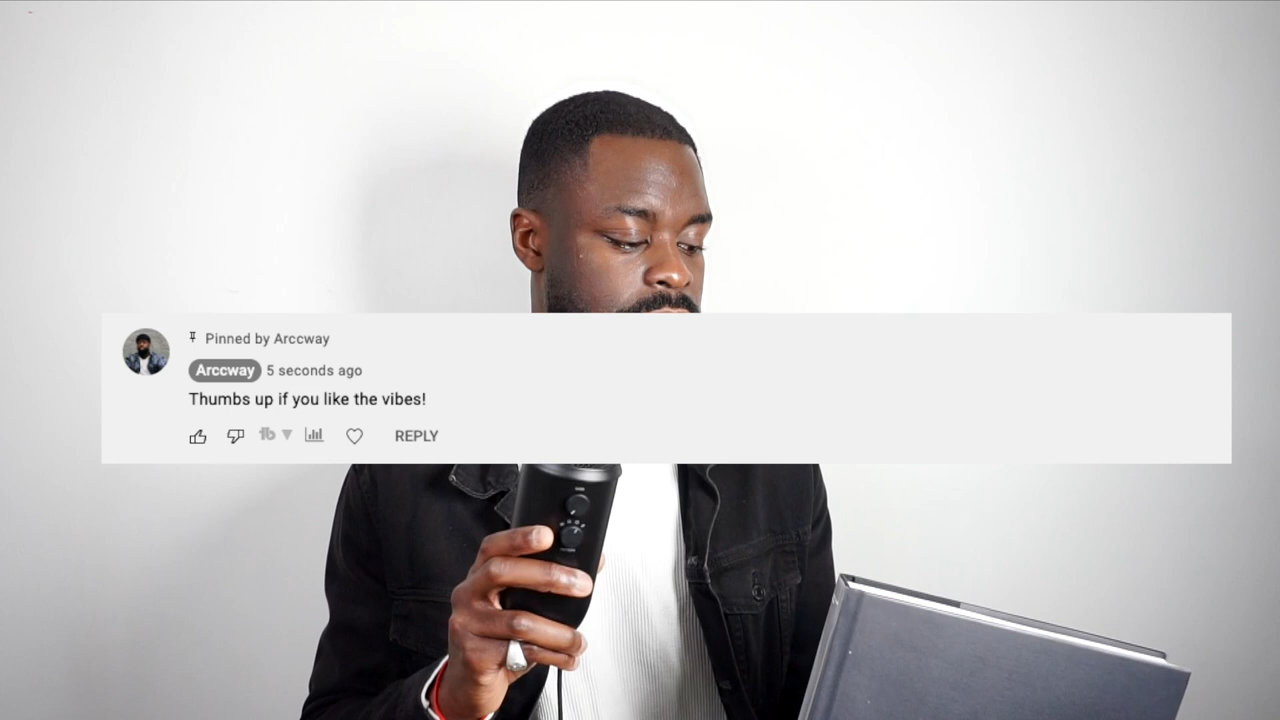 Pinned by Arccway
Arccway 5 seconds ago
Thumbs up if you like the vibes!
REPLY